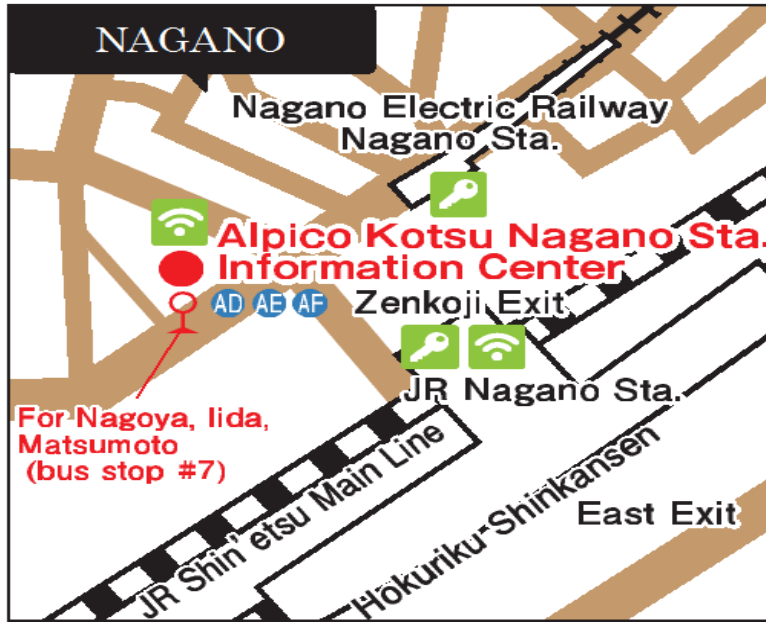 NAGANO
Nagano Electric Railway
Nagano Sta.
Alpico Kotsu Nagano Sta.
Information Center
AD AE AF
Zenkoji Exit
JR Nagano Sta.
For Nagoya, Iida,
Matsumoto
(bus stop #7)
JR Shin'etsu Main Line
Hokuriku Shinkansen
East Exit